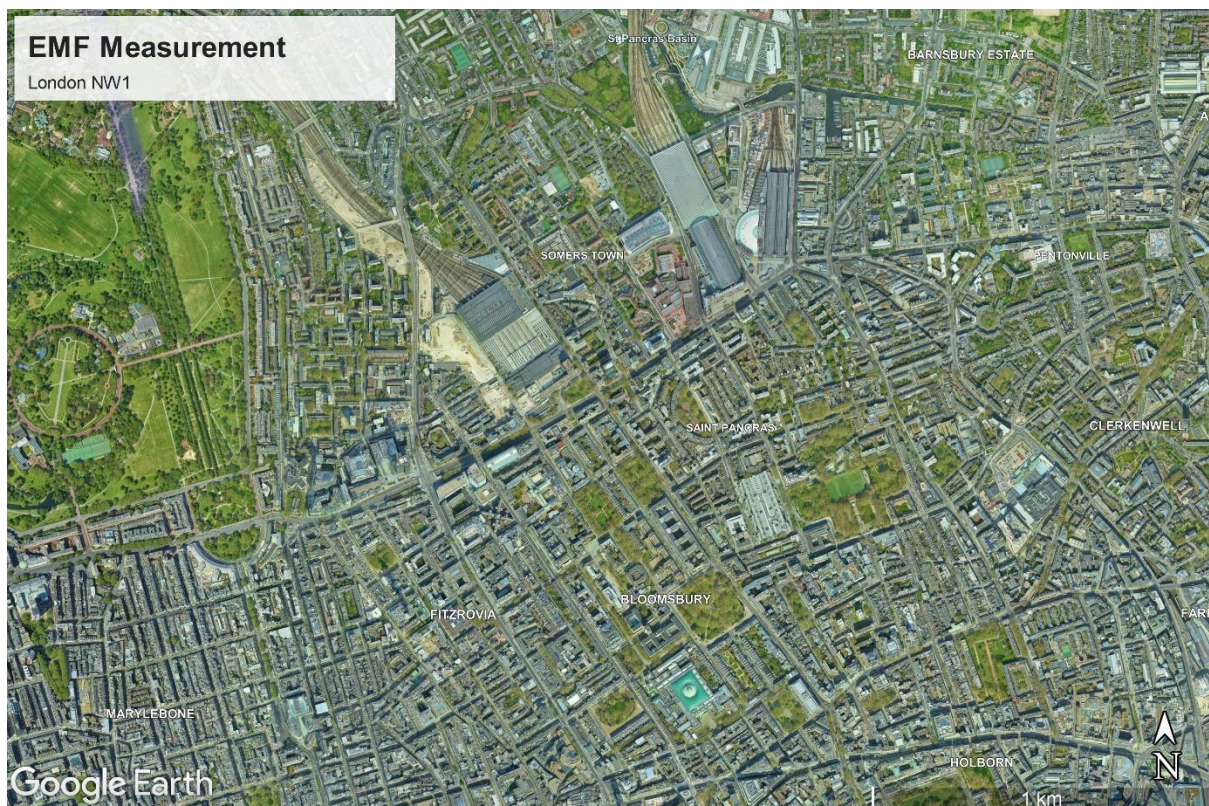 EMF Measurement
London NW1
St Pancras Basin
BARNSBURY ESTATE
SOMERS TOWN
PENTONVILLE
SAINT PANCRAS
CLERKENWELL
BLOOMSBURY
FITZROVIA
MARYLEBONE
HOLBORN
N
Google Earth
1 km